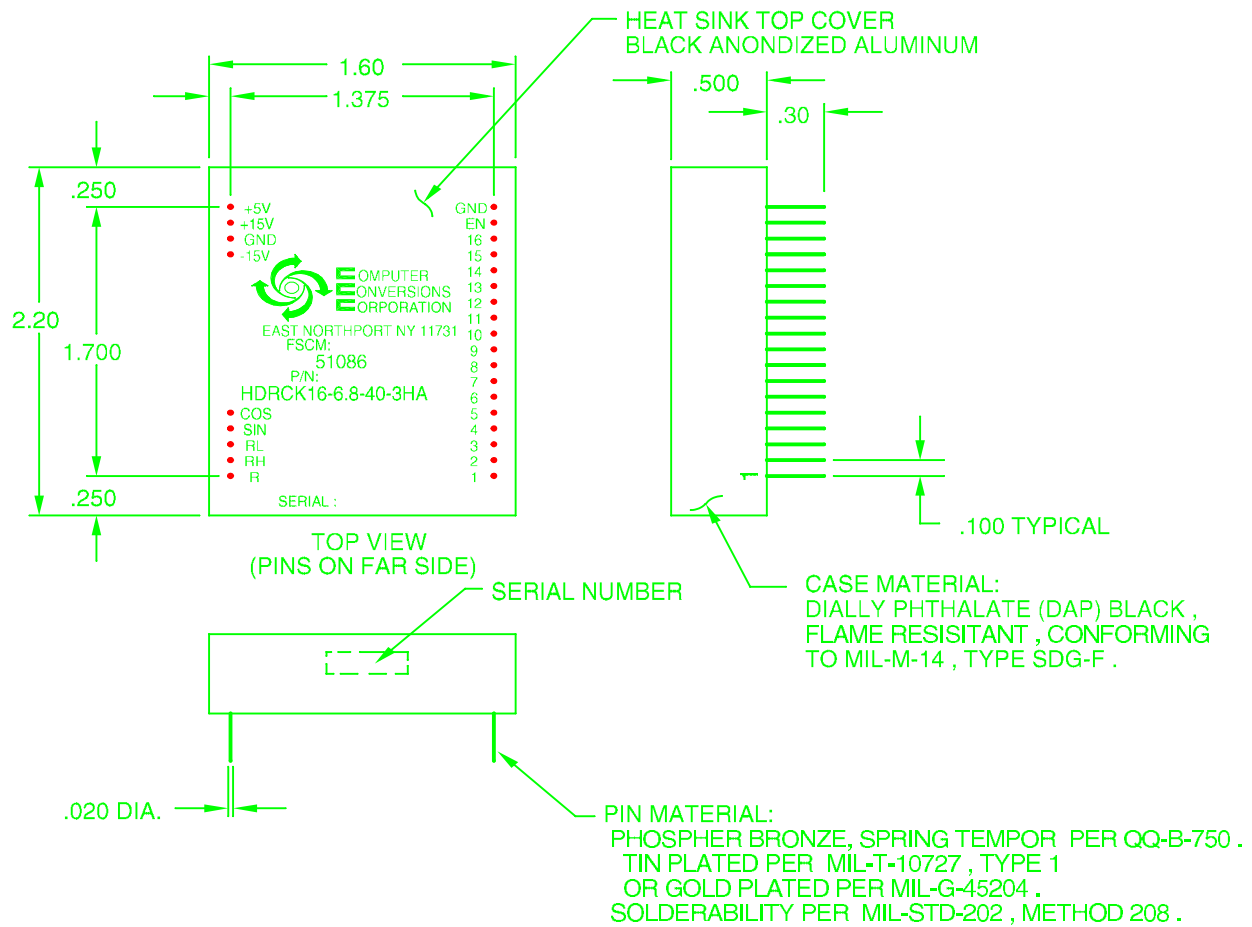 HEAT SINK TOP COVER
BLACK ANONDIZED ALUMINUM
1.60
1.375
.500
.30
.250
2.20
1.700
.250
+5V
+15V
GND
-15V
GND
EN
16
15
14
13
12
11
10
9
8
7
6
5
4
3
2
1
COMPUTER
CONVERSIONS
CORPORATION
EAST NORTHPORT NY 11731
FSCM:
51086
P/N:
HDRCK16-6.8-40-3HA
COS
SIN
RL
RH
R
SERIAL :
TOP VIEW
(PINS ON FAR SIDE)
1
.100 TYPICAL
SERIAL NUMBER
CASE MATERIAL:
DIALLY PHTHALATE (DAP) BLACK ,
FLAME RESISITANT , CONFORMING
TO MIL-M-14 , TYPE SDG-F .
.020 DIA.
PIN MATERIAL:
PHOSPHER BRONZE, SPRING TEMPOR PER QQ-B-750 .
TIN PLATED PER MIL-T-10727 , TYPE 1
OR GOLD PLATED PER MIL-G-45204 .
SOLDERABILITY PER MIL-STD-202 , METHOD 208 .